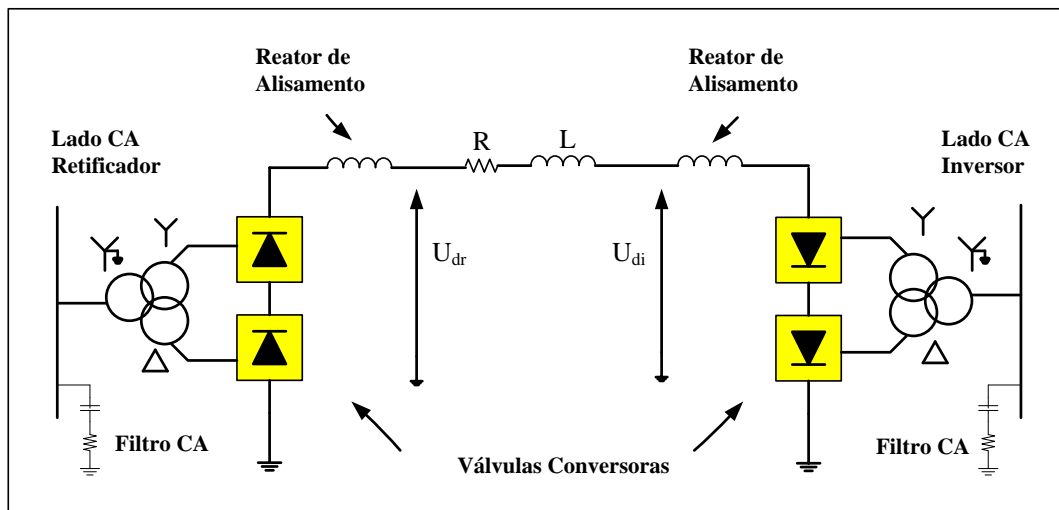 Reator de
Alisamento
Reator de
Alisamento
Lado CA
Retificador
R
L
Lado CA
Inversor
U_dr
U_di
Filtro CA
Válvulas Conversoras
Filtro CA